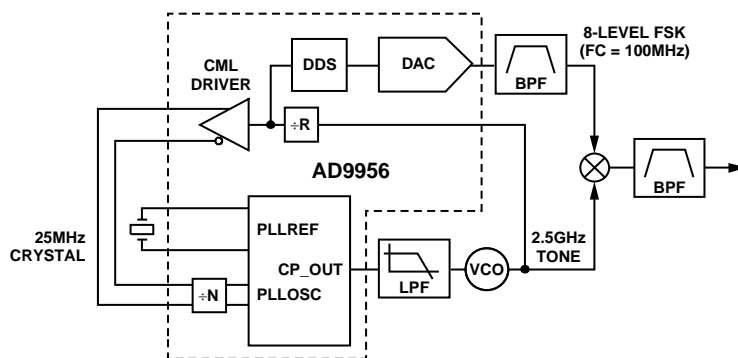 8-LEVEL FSK
(FC = 100MHz)
CML
DRIVER
DDS
DAC
BPF
÷R
AD9956
BPF
25MHz
CRYSTAL
PLLREF
CP_OUT
PLLOSC
÷N
LPF
VCO
2.5GHz
TONE